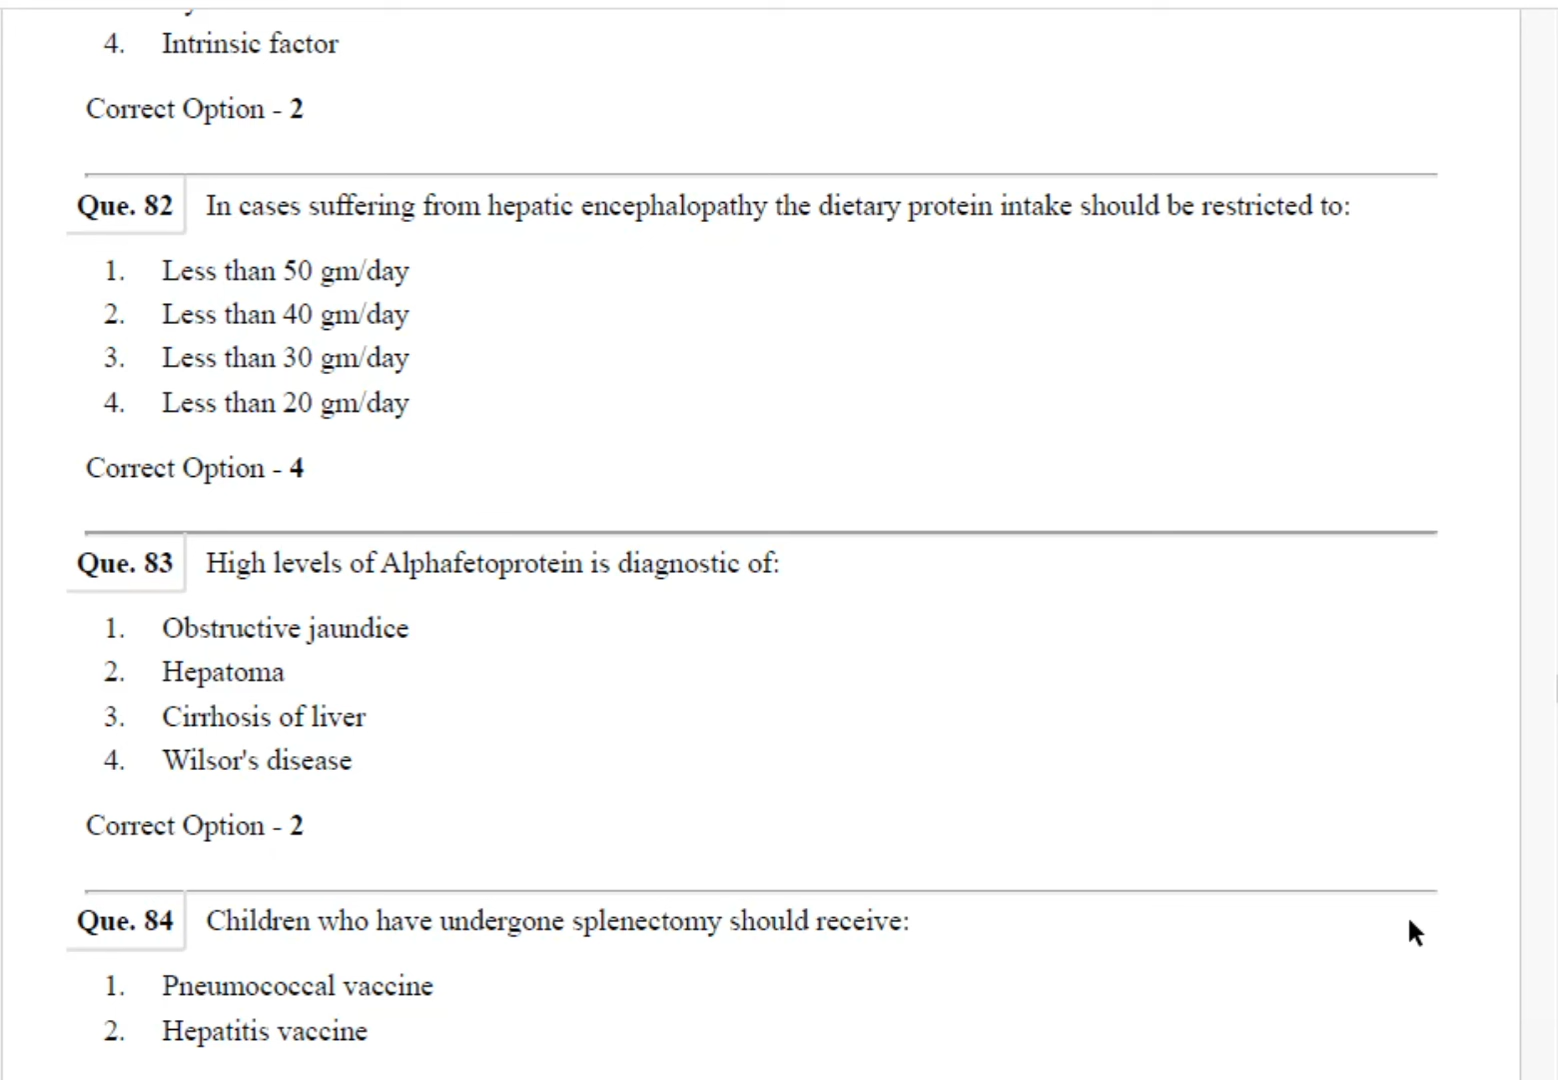 4. Intrinsic factor
Correct Option - 2
Que. 82 In cases suffering from hepatic encephalopathy the dietary protein intake should be restricted to:
1. Less than 50 gm/day
2. Less than 40 gm/day
3. Less than 30 gm/day
4. Less than 20 gm/day
Correct Option - 4
Que. 83 High levels of Alphafetoprotein is diagnostic of:
1. Obstructive jaundice
2. Hepatoma
3. Cirrhosis of liver
4. Wilsor's disease
Correct Option - 2
Que. 84 Children who have undergone splenectomy should receive:
1. Pneumococcal vaccine
2. Hepatitis vaccine